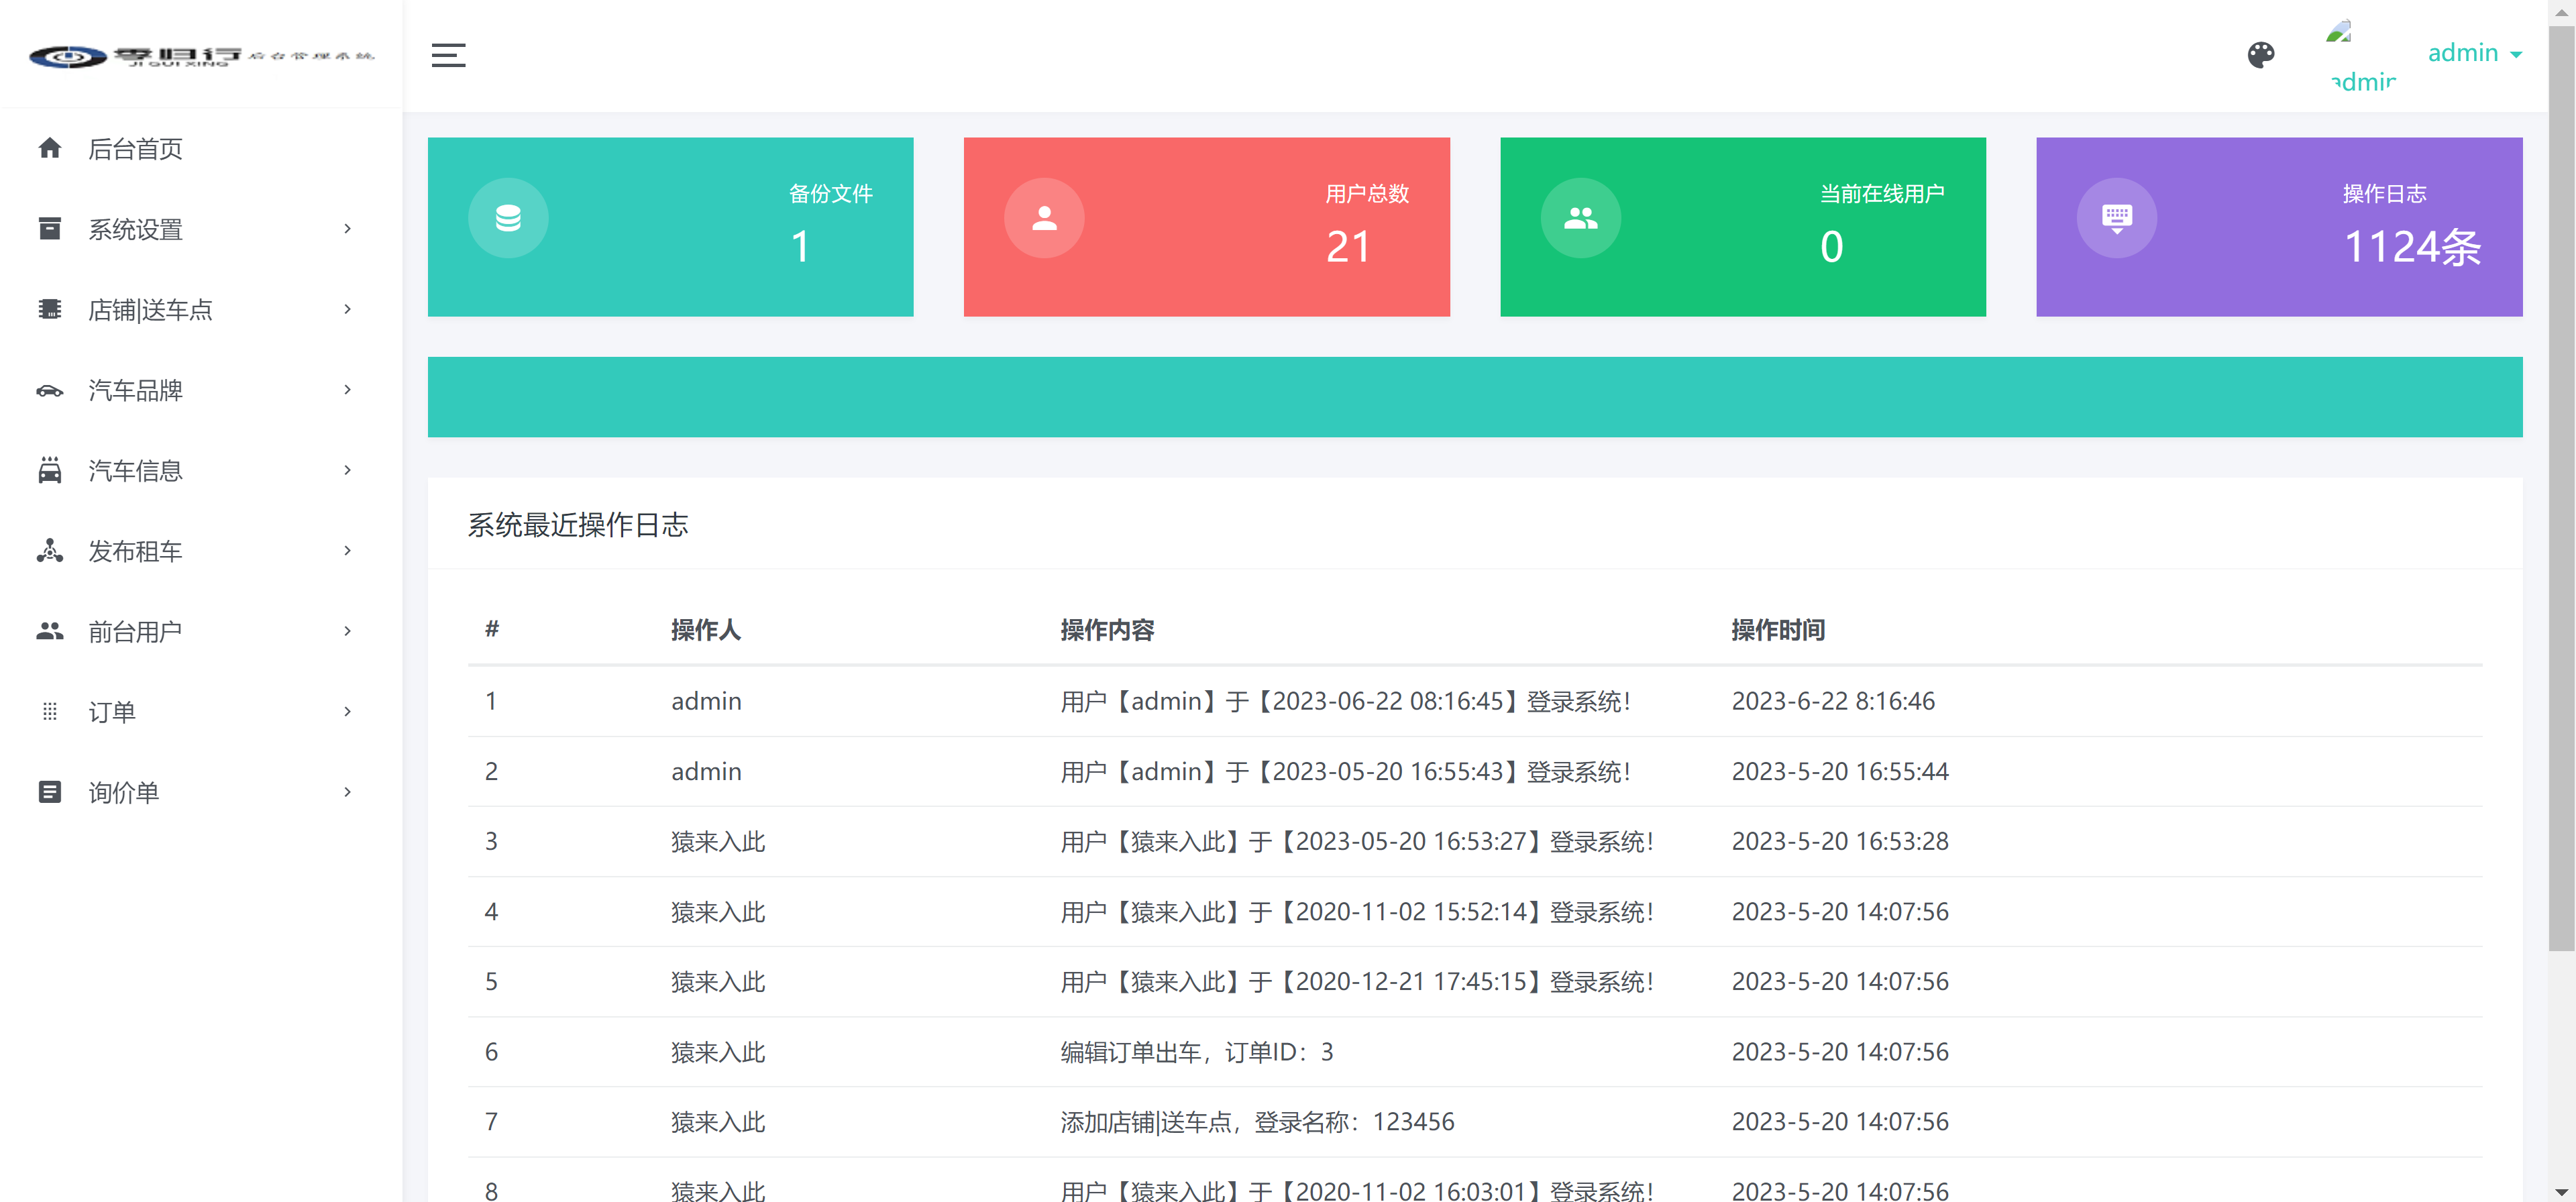 零归行 后台管理系统
JI GUI XING
admin
admin
后台首页
系统设置
店铺|送车点
汽车品牌
汽车信息
发布租车
前台用户
订单
询价单
备份文件
1
用户总数
21
当前在线用户
0
操作日志
1124条
系统最近操作日志
# 操作人 操作内容 操作时间
1 admin 用户【admin】于【2023-06-22 08:16:45】登录系统！ 2023-6-22 8:16:46
2 admin 用户【admin】于【2023-05-20 16:55:43】登录系统！ 2023-5-20 16:55:44
3 猿来入此 用户【猿来入此】于【2023-05-20 16:53:27】登录系统！ 2023-5-20 16:53:28
4 猿来入此 用户【猿来入此】于【2020-11-02 15:52:14】登录系统！ 2023-5-20 14:07:56
5 猿来入此 用户【猿来入此】于【2020-12-21 17:45:15】登录系统！ 2023-5-20 14:07:56
6 猿来入此 编辑订单出车，订单ID：3 2023-5-20 14:07:56
7 猿来入此 添加店铺|送车点，登录名称：123456 2023-5-20 14:07:56
8 猿来入此 用户【猿来入此】于【2020-11-02 16:03:01】登录系统！ 2023-5-20 14:07:56